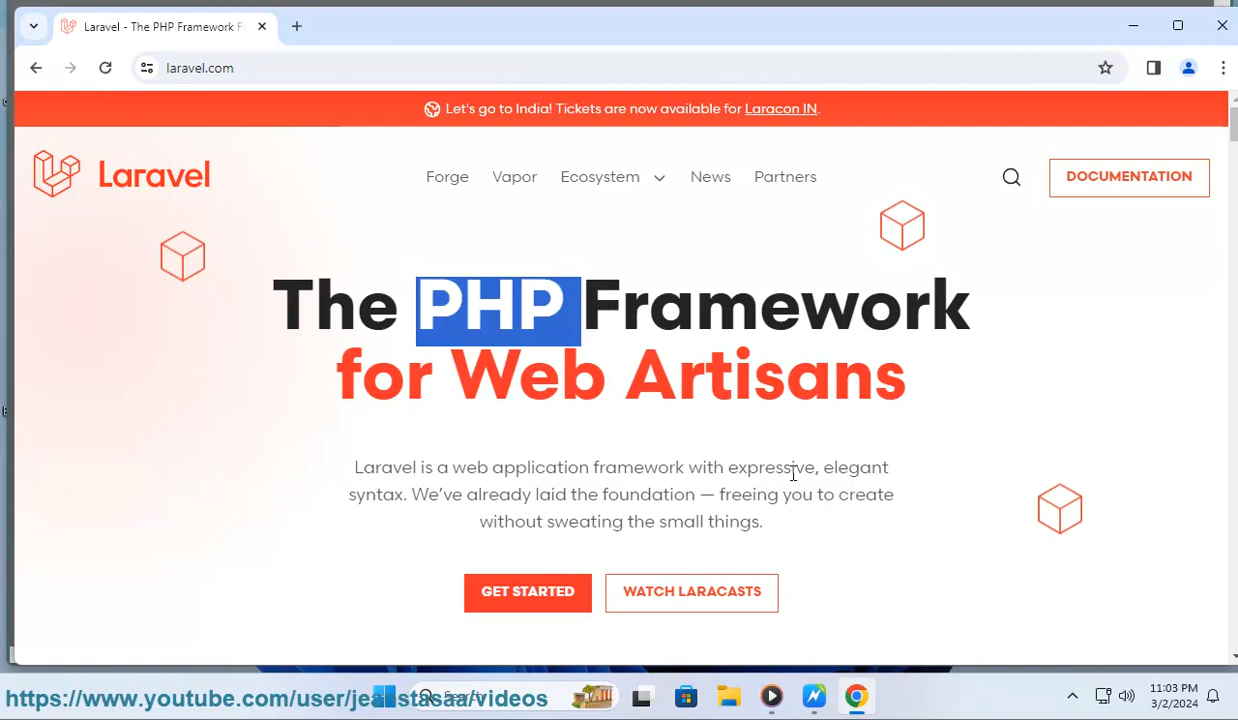 Laravel - The PHP Framework F
laravel.com
Let's go to India! Tickets are now available for Laracon IN.
Laravel
Forge
Vapor
Ecosystem
News
Partners
DOCUMENTATION
The PHP Framework
for Web Artisans
Laravel is a web application framework with expressive, elegant
syntax. We've already laid the foundation — freeing you to create
without sweating the small things.
GET STARTED
WATCH LARACASTS
11:03 PM
3/2/2024